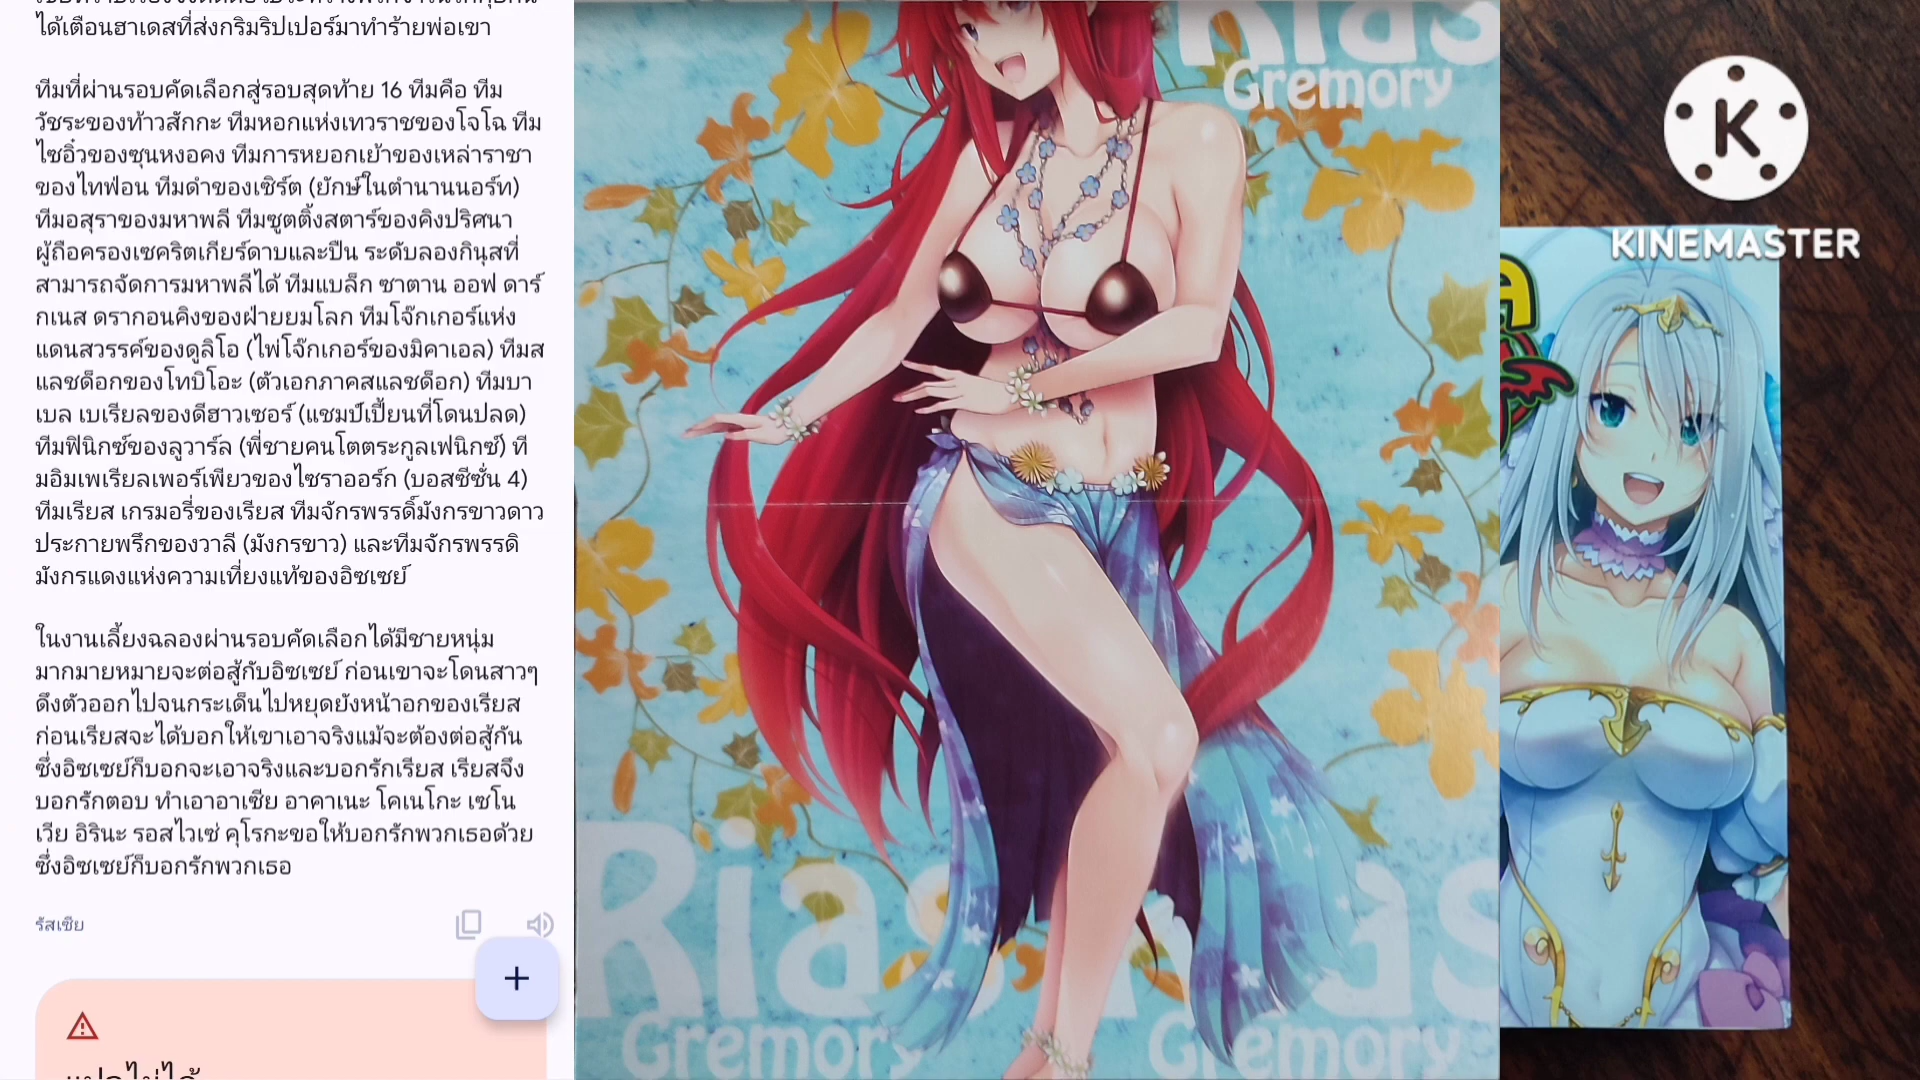 ได้เตือนฮาเดสที่ส่งกริมริปเปอร์มาทำร้ายพ่อเขา
ทีมที่ผ่านรอบคัดเลือกสู่รอบสุดท้าย 16 ทีมคือ ทีม
วัชระของท้าวสักกะ ทีมหอกแห่งเทวราชของโจโฉ ทีม
ไซอิ๋วของซุนหงอคง ทีมการหยอกเย้าของเหล่าราชา
ของไทฟ่อน ทีมดำของเซิร์ต (ยักษ์ในตำนานนอร์ท)
ทีมอสุราของมหาพลี ทีมชูตติ้งสตาร์ของคิงปริศนา
ผู้ถือครองเซคริตเกียร์ดาบและปืน ระดับลองกินุสที่
สามารถจัดการมหาพลีได้ ทีมแบล็ก ซาตาน ออฟ ดาร์
กเนส ดรากอนคิงของฝ่ายยมโลก ทีมโจ๊กเกอร์แห่ง
แดนสวรรค์ของดูลิโอ (ไพ่โจ๊กเกอร์ของมิคาเอล) ทีมส
แลชด็อกของโทบิโอะ (ตัวเอกภาคสแลชด็อก) ทีมบา
เบล เบเรียลของดีฮาวเซอร์ (แชมป์เปี้ยนที่โดนปลด)
ทีมฟินิกซ์ของลูวาร์ล (พี่ชายคนโตตระกูลเฟนิกซ์) ที
มอิมเพเรียลเพอร์เพียวของไซราออร์ก (บอสซีซั่น 4)
ทีมเรียส เกรมอรี่ของเรียส ทีมจักรพรรดิ์มังกรขาวดาว
ประกายพรึกของวาลี (มังกรขาว) และทีมจักรพรรดิ
มังกรแดงแห่งความเที่ยงแท้ของอิซเซย์
ในงานเลี้ยงฉลองผ่านรอบคัดเลือกได้มีชายหนุ่ม
มากมายหมายจะต่อสู้กับอิซเซย์ ก่อนเขาจะโดนสาวๆ
ดึงตัวออกไปจนกระเด็นไปหยุดยังหน้าอกของเรียส
ก่อนเรียสจะได้บอกให้เขาเอาจริงแม้จะต้องต่อสู้กัน
ซึ่งอิซเซย์ก็บอกจะเอาจริงและบอกรักเรียส เรียสจึง
บอกรักตอบ ทำเอาอาเซีย อาคาเนะ โคเนโกะ เซโน
เวีย อิรินะ รอสไวเซ่ คุโรกะขอให้บอกรักพวกเธอด้วย
ซึ่งอิซเซย์ก็บอกรักพวกเธอ
รัสเซีย
Rias
Gremory
Rias
Gremory
Gremory
K
KINEMASTER